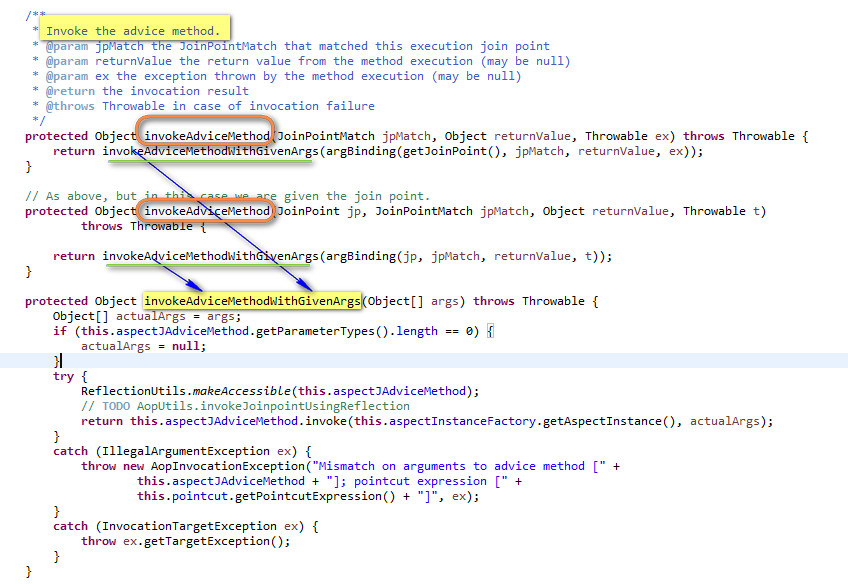 /**
* Invoke the advice method.
* @param jpMatch the JoinPointMatch that matched this execution join point
* @param returnValue the return value from the method execution (may be null)
* @param ex the exception thrown by the method execution (may be null)
* @return the invocation result
* @throws Throwable in case of invocation failure
*/
protected Object invokeAdviceMethod(JoinPointMatch jpMatch, Object returnValue, Throwable ex) throws Throwable {
return invokeAdviceMethodWithGivenArgs(argBinding(getJoinPoint(), jpMatch, returnValue, ex));
}
// As above, but in this case we are given the join point.
protected Object invokeAdviceMethod(JoinPoint jp, JoinPointMatch jpMatch, Object returnValue, Throwable t)
throws Throwable {
return invokeAdviceMethodWithGivenArgs(argBinding(jp, jpMatch, returnValue, t));
}
protected Object invokeAdviceMethodWithGivenArgs(Object[] args) throws Throwable {
Object[] actualArgs = args;
if (this.aspectJAdviceMethod.getParameterTypes().length == 0) {
actualArgs = null;
}
try {
ReflectionUtils.makeAccessible(this.aspectJAdviceMethod);
// TODO AopUtils.invokeJoinpointUsingReflection
return this.aspectJAdviceMethod.invoke(this.aspectInstanceFactory.getAspectInstance(), actualArgs);
}
catch (IllegalArgumentException ex) {
throw new AopInvocationException("Mismatch on arguments to advice method [" +
this.aspectJAdviceMethod + "]; pointcut expression [" +
this.pointcut.getPointcutExpression() + "]", ex);
}
catch (InvocationTargetException ex) {
throw ex.getTargetException();
}
}